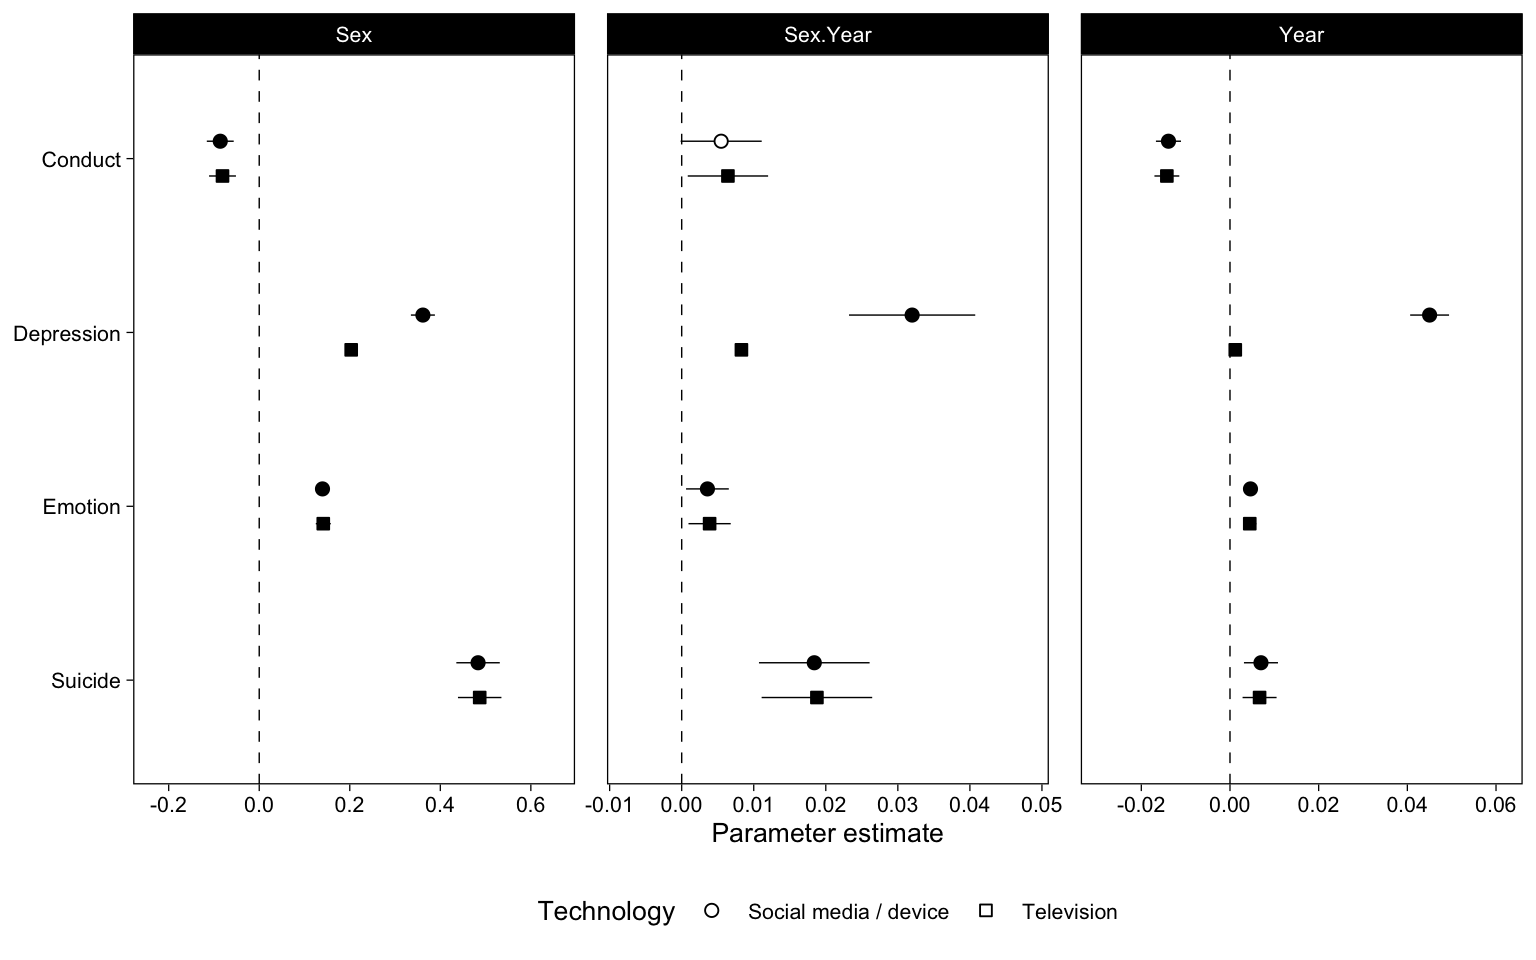 Sex Sex.Year Year
Conduct
Depression
Emotion
Suicide
-0.2 0.0 0.2 0.4 0.6 -0.01 0.00 0.01 0.02 0.03 0.04 0.05 -0.02 0.00 0.02 0.04 0.06
Parameter estimate
Technology Social media / device Television